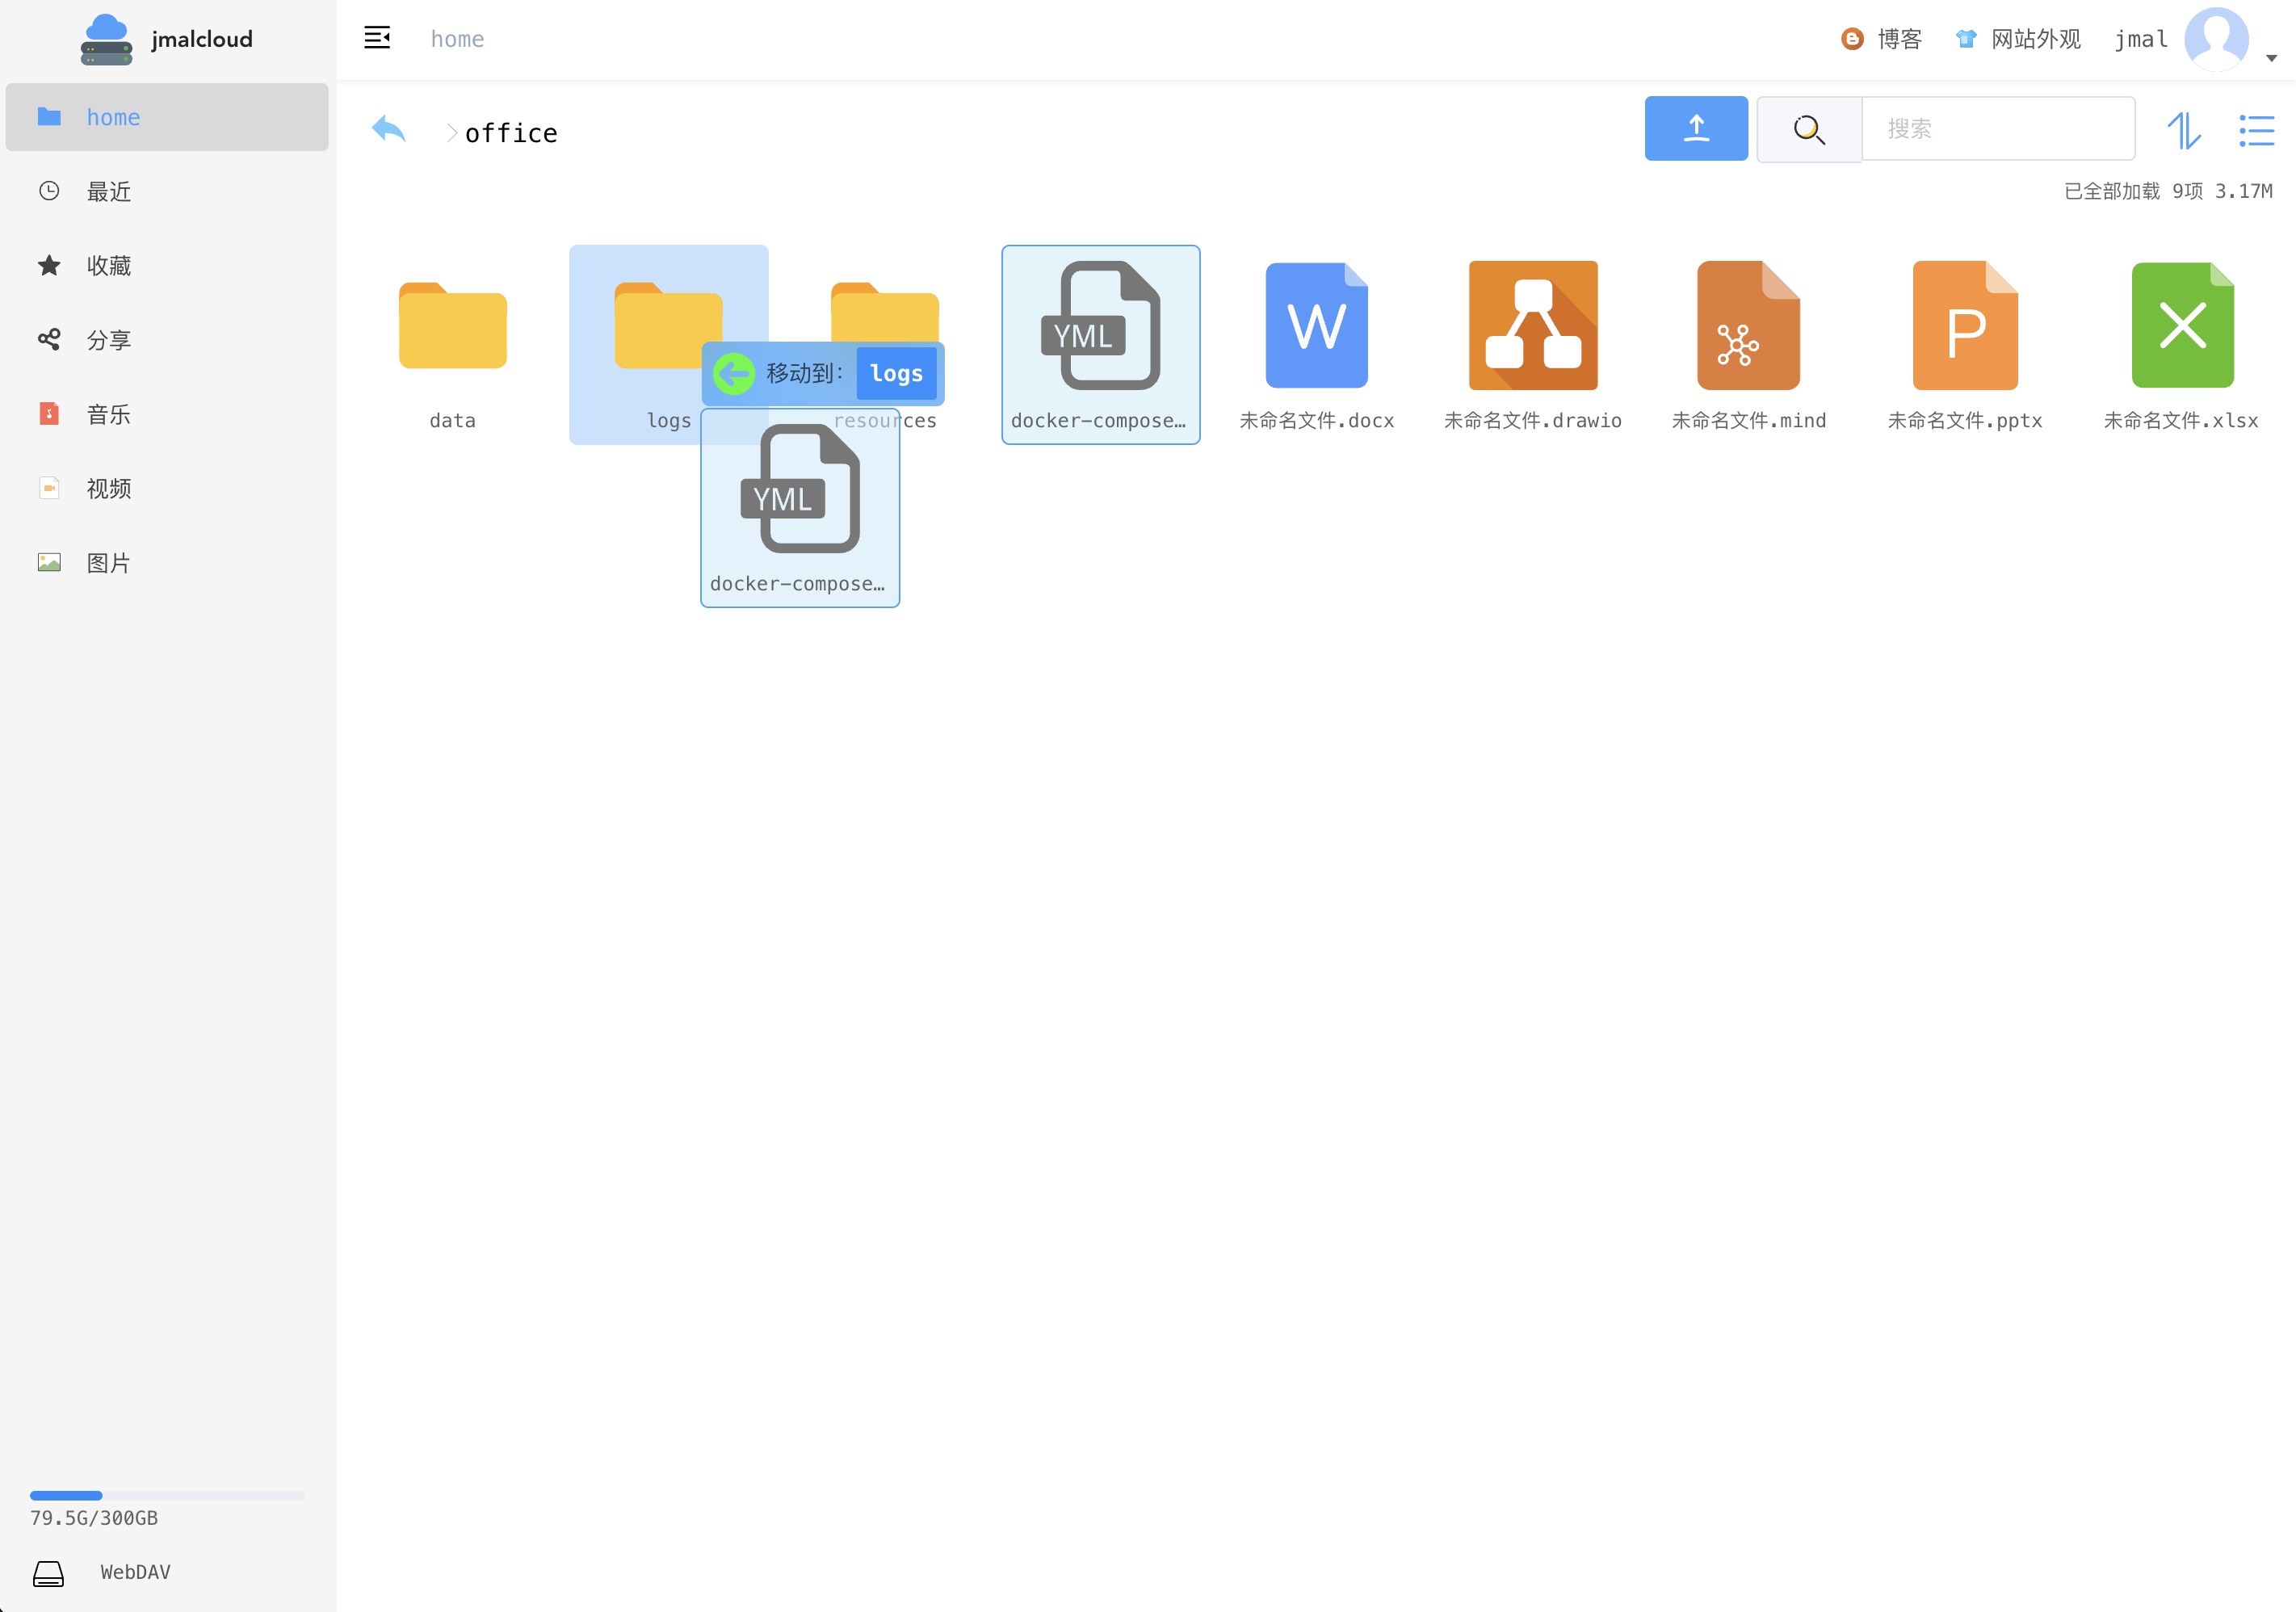 jmalcloud
home
博客
网站外观
jmal
home
最近
收藏
分享
音乐
视频
图片
79.5G/300GB
WebDAV
office
搜索
已全部加载 9项 3.17M
data
logs
resources
YML
docker-compose…
W
未命名文件.docx
未命名文件.drawio
未命名文件.mind
P
未命名文件.pptx
未命名文件.xlsx
移动到: logs
YML
docker-compose…